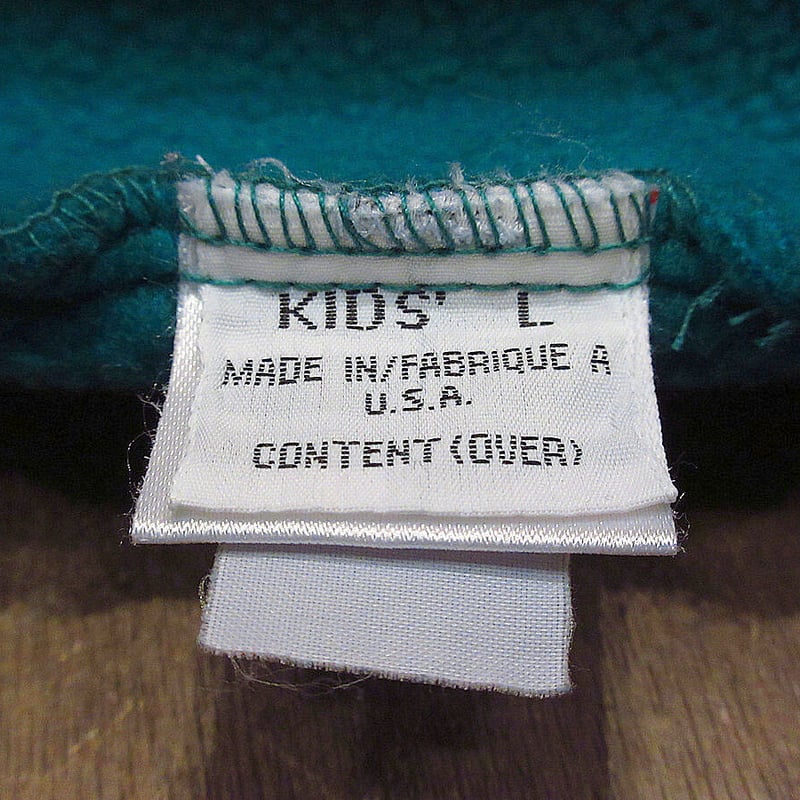 KIDS' L
MADE IN/FABRIQUE A
U.S.A.
CONTENT (OVER)